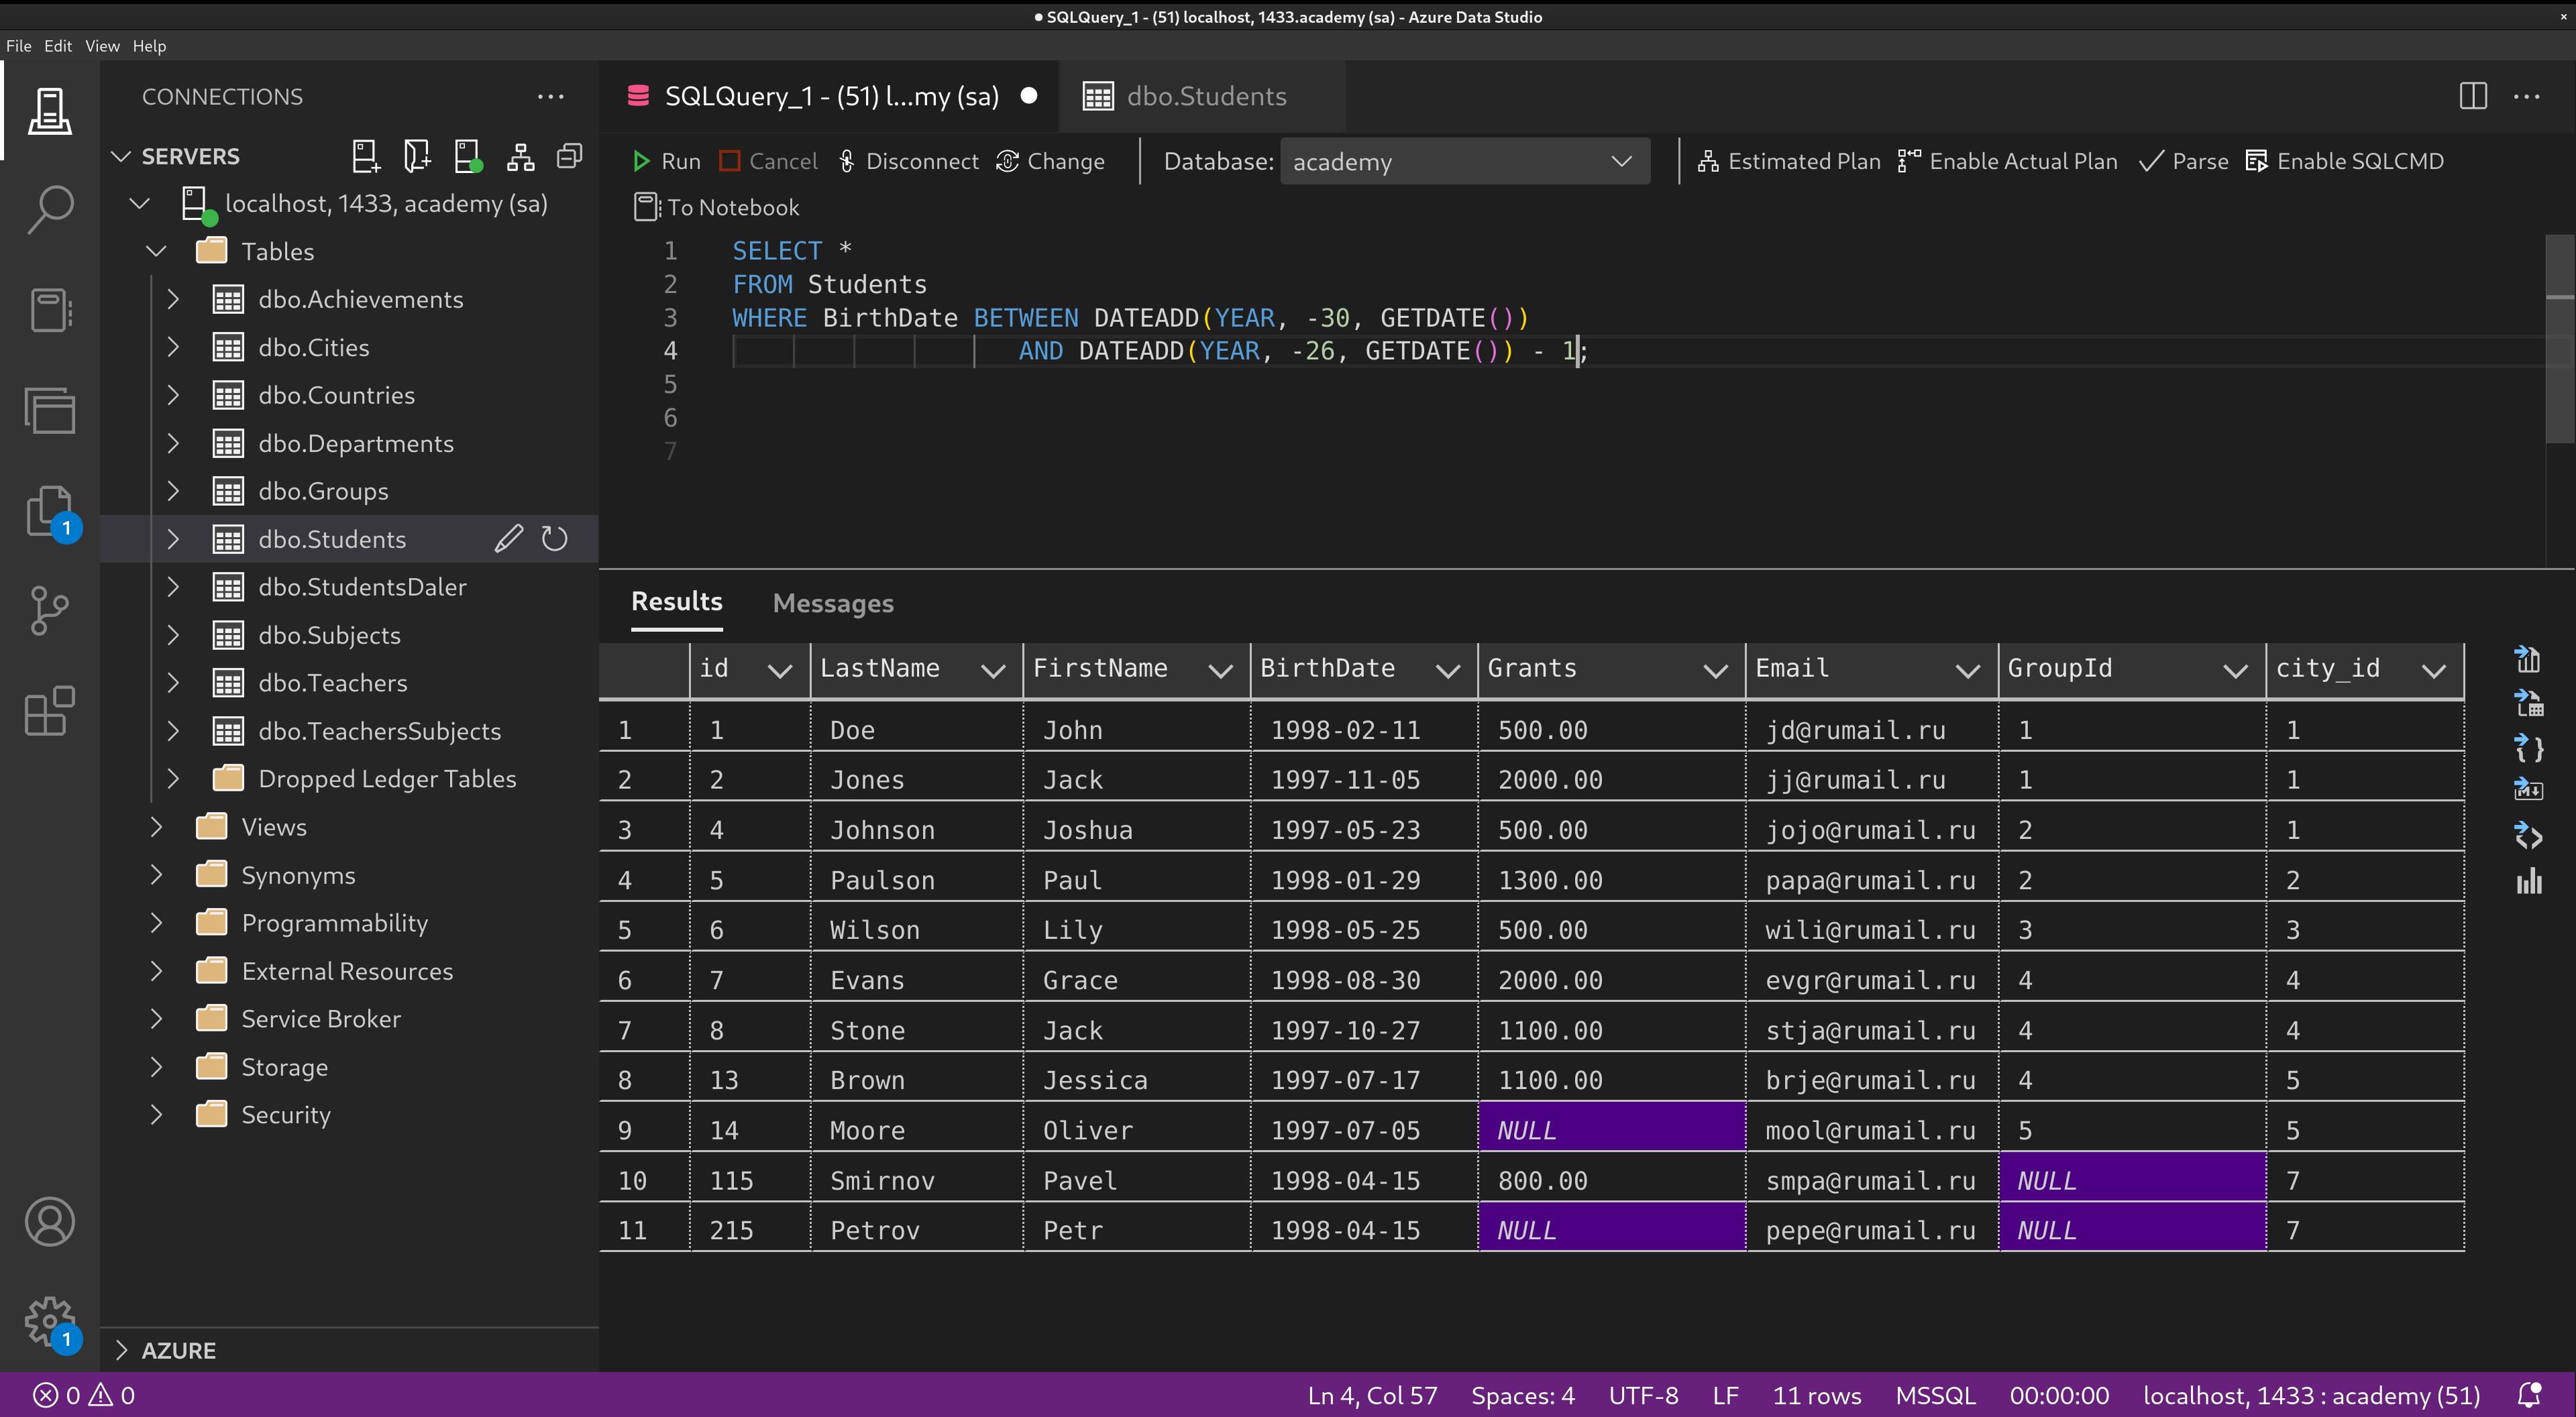 SQLQuery_1 - (51) localhost, 1433.academy (sa) - Azure Data Studio
File Edit View Help
CONNECTIONS
SERVERS
localhost, 1433, academy (sa)
Tables
dbo.Achievements
dbo.Cities
dbo.Countries
dbo.Departments
dbo.Groups
dbo.Students
dbo.StudentsDaler
dbo.Subjects
dbo.Teachers
dbo.TeachersSubjects
Dropped Ledger Tables
Views
Synonyms
Programmability
External Resources
Service Broker
Storage
Security
AZURE
1
1
SQLQuery_1 - (51) l...my (sa) dbo.Students
Run Cancel Disconnect Change Database: academy Estimated Plan Enable Actual Plan Parse Enable SQLCMD
To Notebook
1 SELECT *
2 FROM Students
3 WHERE BirthDate BETWEEN DATEADD(YEAR, -30, GETDATE())
4 AND DATEADD(YEAR, -26, GETDATE()) - 1;
5
6
7
Results Messages
id LastName FirstName BirthDate Grants Email GroupId city_id
1 1 Doe John 1998-02-11 500.00 jd@rumail.ru 1 1
2 2 Jones Jack 1997-11-05 2000.00 jj@rumail.ru 1 1
3 4 Johnson Joshua 1997-05-23 500.00 jojo@rumail.ru 2 1
4 5 Paulson Paul 1998-01-29 1300.00 papa@rumail.ru 2 2
5 6 Wilson Lily 1998-05-25 500.00 wili@rumail.ru 3 3
6 7 Evans Grace 1998-08-30 2000.00 evgr@rumail.ru 4 4
7 8 Stone Jack 1997-10-27 1100.00 stja@rumail.ru 4 4
8 13 Brown Jessica 1997-07-17 1100.00 brje@rumail.ru 4 5
9 14 Moore Oliver 1997-07-05 NULL mool@rumail.ru 5 5
10 115 Smirnov Pavel 1998-04-15 800.00 smpa@rumail.ru NULL 7
11 215 Petrov Petr 1998-04-15 NULL pepe@rumail.ru NULL 7
0 0 Ln 4, Col 57 Spaces: 4 UTF-8 LF 11 rows MSSQL 00:00:00 localhost, 1433 : academy (51)